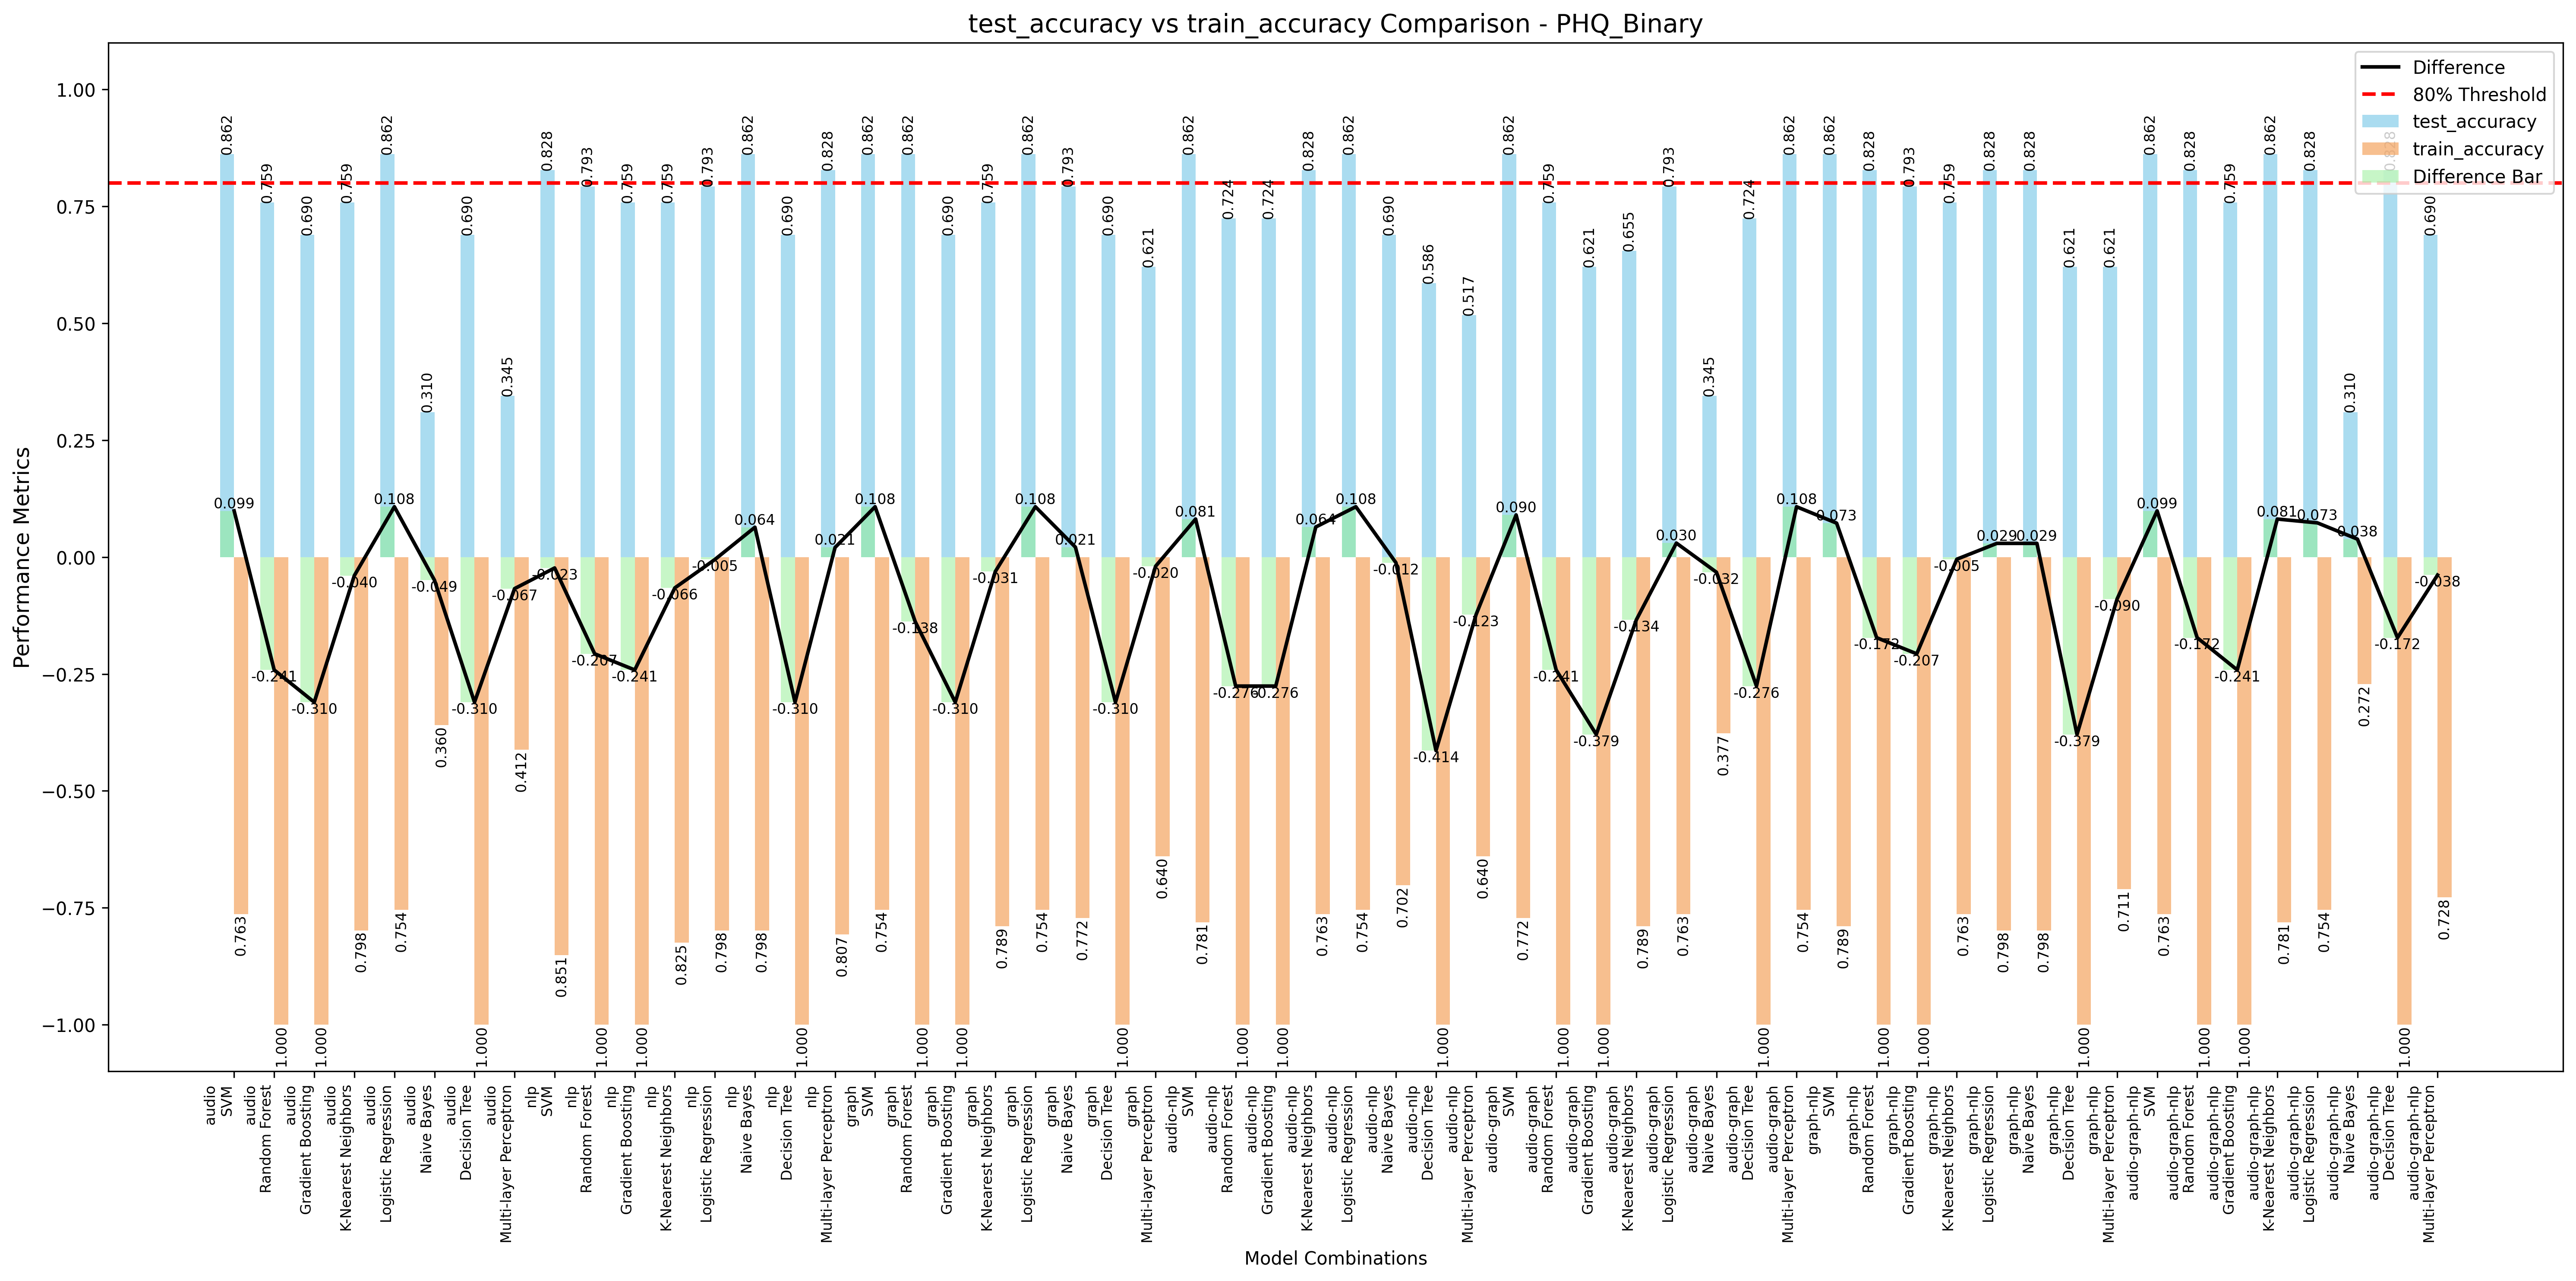 test_accuracy vs train_accuracy Comparison - PHQ_Binary
Difference
80% Threshold
test_accuracy
train_accuracy
Difference Bar
Performance Metrics
1.00
0.75
0.50
0.25
0.00
−0.25
−0.50
−0.75
−1.00
0.862
0.759
0.690
0.759
0.862
0.310
0.690
0.345
0.828
0.793
0.759
0.759
0.793
0.862
0.690
0.828
0.862
0.862
0.690
0.759
0.862
0.793
0.690
0.621
0.862
0.724
0.724
0.828
0.862
0.690
0.586
0.517
0.862
0.759
0.621
0.655
0.793
0.345
0.724
0.862
0.862
0.828
0.793
0.759
0.828
0.828
0.621
0.621
0.862
0.828
0.759
0.862
0.828
0.310
0.828
0.690
0.099
-0.241
-0.310
-0.040
0.108
-0.049
-0.310
-0.067
-0.023
-0.207
-0.241
-0.066
-0.005
0.064
-0.310
0.021
0.108
-0.138
-0.310
-0.031
0.108
0.021
-0.310
-0.020
0.081
-0.276
-0.276
0.064
0.108
-0.012
-0.414
-0.123
0.090
-0.241
-0.379
-0.134
0.030
-0.032
-0.276
0.108
0.073
-0.172
-0.207
-0.005
0.029
0.029
-0.379
-0.090
0.099
-0.172
-0.241
0.081
0.073
0.038
-0.172
-0.038
0.763
1.000
1.000
0.798
0.754
0.360
1.000
0.412
0.851
1.000
1.000
0.825
0.798
0.798
1.000
0.807
0.754
1.000
1.000
0.789
0.754
0.772
1.000
0.640
0.781
1.000
1.000
0.763
0.754
0.702
1.000
0.640
0.772
1.000
1.000
0.789
0.763
0.377
1.000
0.754
0.789
1.000
1.000
0.763
0.798
0.798
1.000
0.711
0.763
1.000
1.000
0.781
0.754
0.272
1.000
0.728
audio
SVM
audio
Random Forest
audio
Gradient Boosting
audio
K-Nearest Neighbors
audio
Logistic Regression
audio
Naive Bayes
audio
Decision Tree
audio
Multi-layer Perceptron
nlp
SVM
nlp
Random Forest
nlp
Gradient Boosting
nlp
K-Nearest Neighbors
nlp
Logistic Regression
nlp
Naive Bayes
nlp
Decision Tree
nlp
Multi-layer Perceptron
graph
SVM
graph
Random Forest
graph
Gradient Boosting
graph
K-Nearest Neighbors
graph
Logistic Regression
graph
Naive Bayes
graph
Decision Tree
graph
Multi-layer Perceptron
audio-nlp
SVM
audio-nlp
Random Forest
audio-nlp
Gradient Boosting
audio-nlp
K-Nearest Neighbors
audio-nlp
Logistic Regression
audio-nlp
Naive Bayes
audio-nlp
Decision Tree
audio-nlp
Multi-layer Perceptron
audio-graph
SVM
audio-graph
Random Forest
audio-graph
Gradient Boosting
audio-graph
K-Nearest Neighbors
audio-graph
Logistic Regression
audio-graph
Naive Bayes
audio-graph
Decision Tree
audio-graph
Multi-layer Perceptron
graph-nlp
SVM
graph-nlp
Random Forest
graph-nlp
Gradient Boosting
graph-nlp
K-Nearest Neighbors
graph-nlp
Logistic Regression
graph-nlp
Naive Bayes
graph-nlp
Decision Tree
graph-nlp
Multi-layer Perceptron
audio-graph-nlp
SVM
audio-graph-nlp
Random Forest
audio-graph-nlp
Gradient Boosting
audio-graph-nlp
K-Nearest Neighbors
audio-graph-nlp
Logistic Regression
audio-graph-nlp
Naive Bayes
audio-graph-nlp
Decision Tree
audio-graph-nlp
Multi-layer Perceptron
Model Combinations